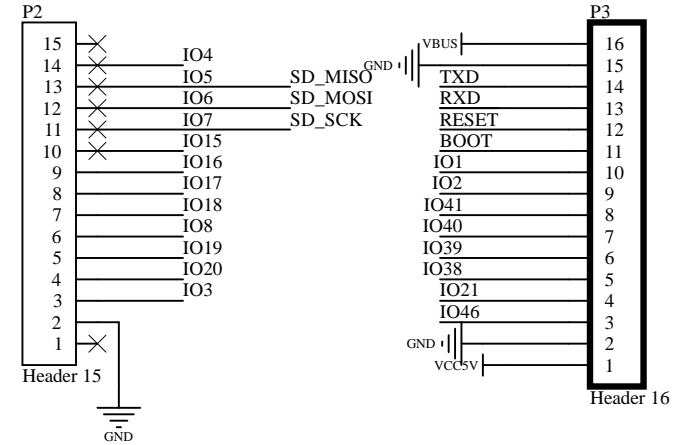 P2
15
14 IO4
13 IO5 SD_MISO
12 IO6 SD_MOSI
11 IO7 SD_SCK
10 IO15
9 IO16
8 IO17
7 IO18
6 IO8
5 IO19
4 IO20
3 IO3
2
1
Header 15
GND
P3
VBUS 16
GND 15
TXD 14
RXD 13
RESET 12
BOOT 11
IO1 10
IO2 9
IO41 8
IO40 7
IO39 6
IO38 5
IO21 4
IO46 3
GND 2
VCC5V 1
Header 16